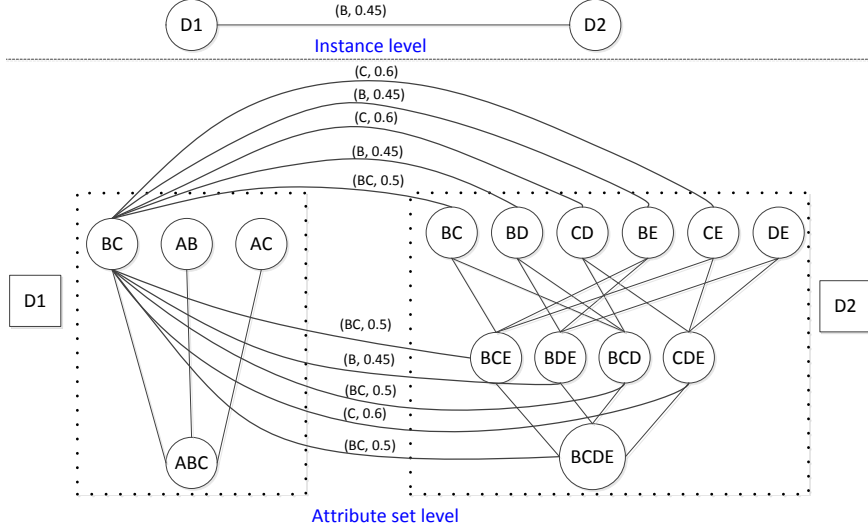 (B, 0.45)
D1
D2
Instance level
(C, 0.6)
(B, 0.45)
(C, 0.6)
(B, 0.45)
(BC, 0.5)
BC AB AC
BC BD CD BE CE DE
D1
D2
(BC, 0.5)
BCE BDE BCD CDE
(B, 0.45)
(BC, 0.5)
(C, 0.6)
(BC, 0.5)
ABC
BCDE
Attribute set level